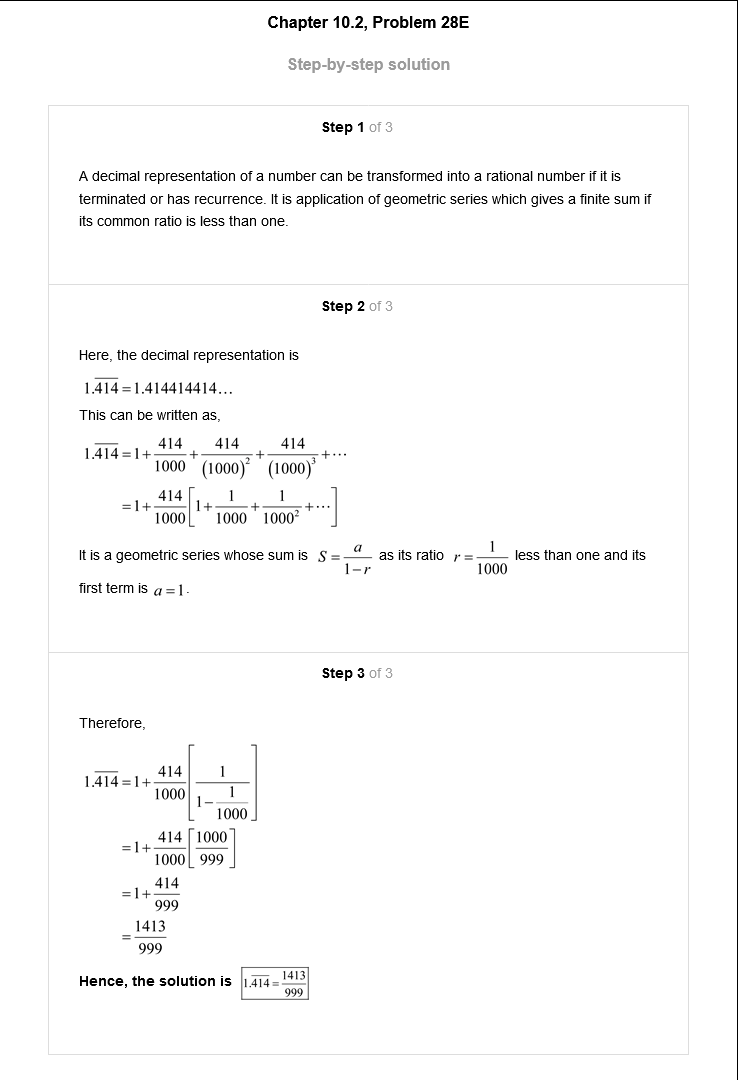 Chapter 10.2, Problem 28E
Step-by-step solution
Step 1 of 3
A decimal representation of a number can be transformed into a rational number if it is
terminated or has recurrence. It is application of geometric series which gives a finite sum if
its common ratio is less than one.
Step 2 of 3
Here, the decimal representation is
1.\overline{414} = 1.414414414...
This can be written as,
1.\overline{414} = 1 + \frac{414}{1000} + \frac{414}{(1000)^2} + \frac{414}{(1000)^3} + \cdots
= 1 + \frac{414}{1000}\left[1 + \frac{1}{1000} + \frac{1}{1000^2} + \cdots\right]
It is a geometric series whose sum is S = \frac{a}{1-r} as its ratio r = \frac{1}{1000} less than one and its
first term is a = 1.
Step 3 of 3
Therefore,
1.\overline{414} = 1 + \frac{414}{1000}\left[\frac{1}{1-\frac{1}{1000}}\right]
= 1 + \frac{414}{1000}\left[\frac{1000}{999}\right]
= 1 + \frac{414}{999}
= \frac{1413}{999}
Hence, the solution is 1.\overline{414} = \frac{1413}{999}